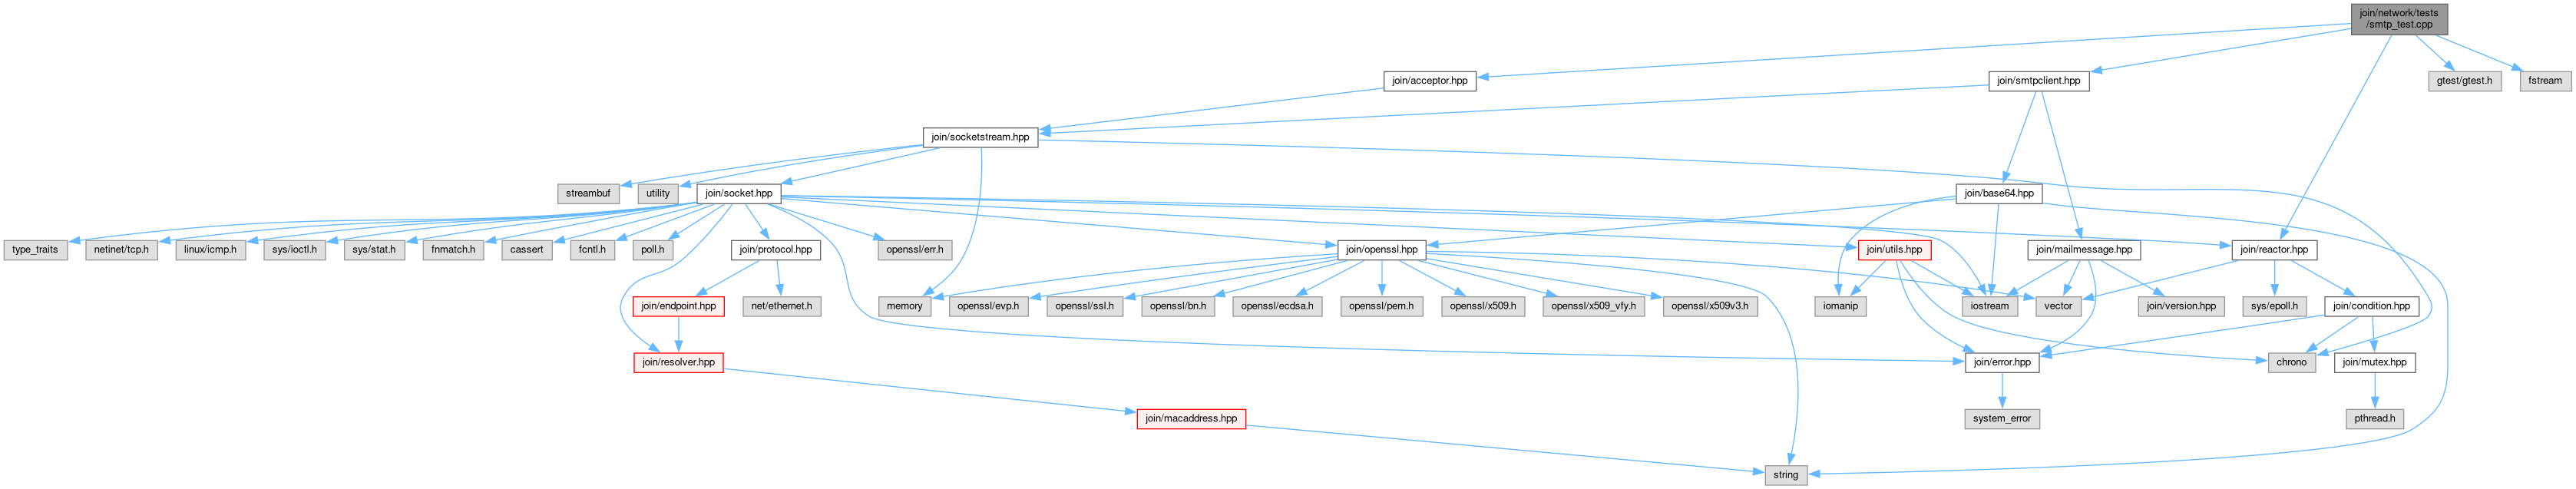 join/network/tests
/smtp_test.cpp
join/acceptor.hpp
join/smtpclient.hpp
gtest/gtest.h
fstream
join/socketstream.hpp
streambuf
utility
join/socket.hpp
join/base64.hpp
type_traits
netinet/tcp.h
linux/icmp.h
sys/ioctl.h
sys/stat.h
fnmatch.h
cassert
fcntl.h
poll.h
join/protocol.hpp
openssl/err.h
join/openssl.hpp
join/utils.hpp
join/mailmessage.hpp
join/reactor.hpp
join/endpoint.hpp
net/ethernet.h
memory
openssl/evp.h
openssl/ssl.h
openssl/bn.h
openssl/ecdsa.h
openssl/pem.h
openssl/x509.h
openssl/x509_vfy.h
openssl/x509v3.h
iomanip
iostream
vector
join/version.hpp
sys/epoll.h
join/condition.hpp
join/resolver.hpp
join/error.hpp
chrono
join/mutex.hpp
join/macaddress.hpp
system_error
pthread.h
string